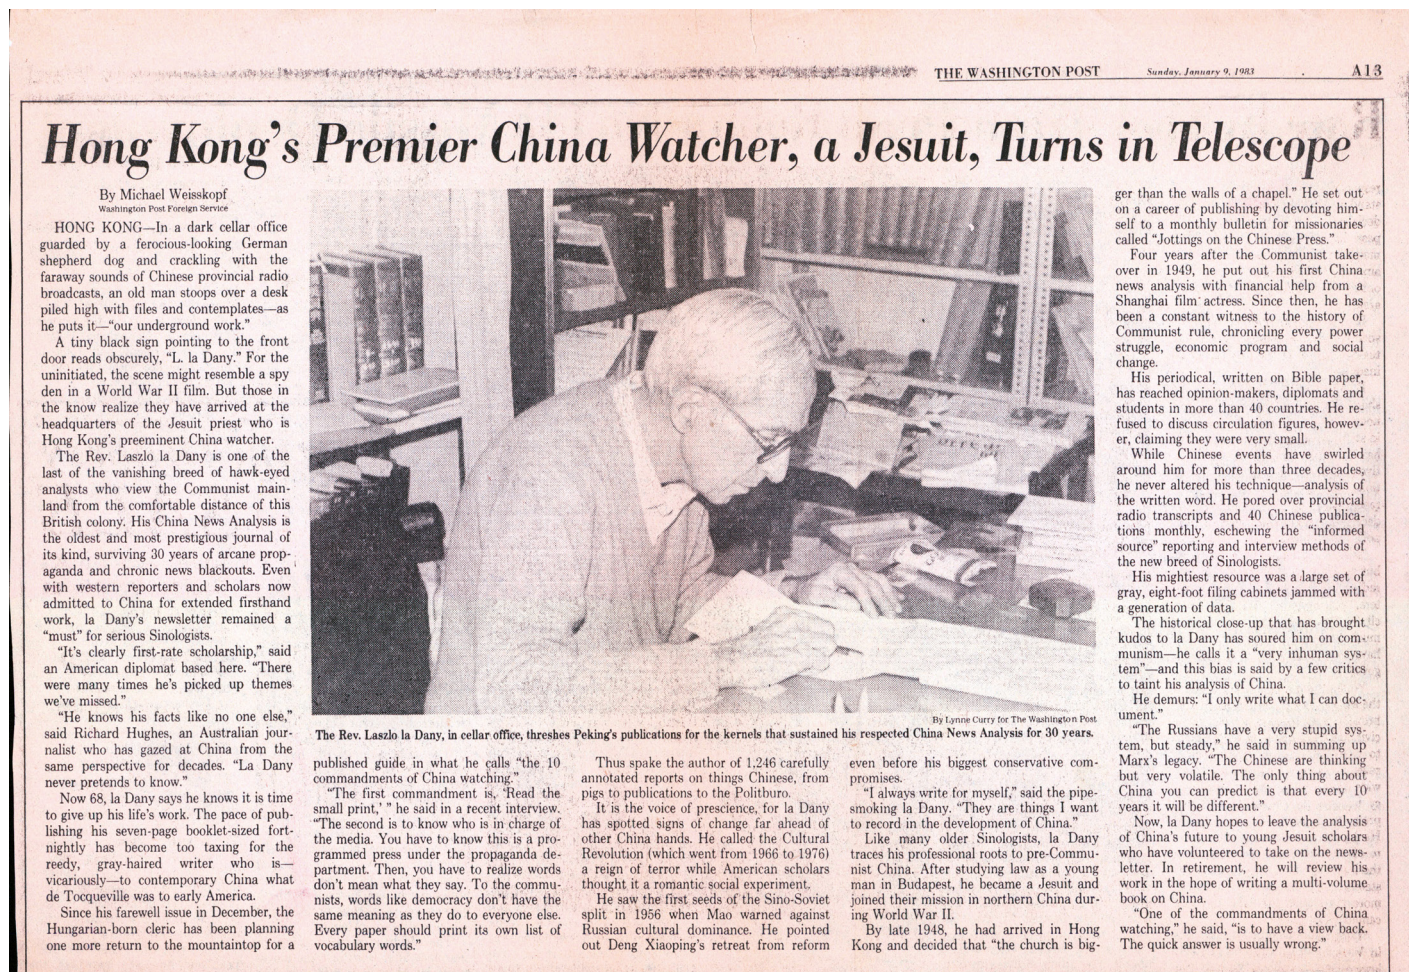 THE WASHINGTON POST Sunday, January 9, 1983 A13
Hong Kong's Premier China Watcher, a Jesuit, Turns in Telescope
By Michael Weisskopf
Washington Post Foreign Service
HONG KONG—In a dark cellar office
guarded by a ferocious-looking German
shepherd dog and crackling with the
faraway sounds of Chinese provincial radio
broadcasts, an old man stoops over a desk
piled high with files and contemplates—as
he puts it—"our underground work."
A tiny black sign pointing to the front
door reads obscurely, "L. la Dany." For the
uninitiated, the scene might resemble a spy
den in a World War II film. But those in
the know realize they have arrived at the
headquarters of the Jesuit priest who is
Hong Kong's preeminent China watcher.
The Rev. Laszlo la Dany is one of the
last of the vanishing breed of hawk-eyed
analysts who view the Communist main-
land from the comfortable distance of this
British colony. His China News Analysis is
the oldest and most prestigious journal of
its kind, surviving 30 years of arcane prop-
aganda and chronic news blackouts. Even
with western reporters and scholars now
admitted to China for extended firsthand
work, la Dany's newsletter remained a
"must" for serious Sinologists.
"It's clearly first-rate scholarship," said
an American diplomat based here. "There
were many times he's picked up themes
we've missed."
"He knows his facts like no one else,"
said Richard Hughes, an Australian jour-
nalist who has gazed at China from the
same perspective for decades. "La Dany
never pretends to know."
Now 68, la Dany says he knows it is time
to give up his life's work. The pace of pub-
lishing his seven-page booklet-sized fort-
nightly has become too taxing for the
reedy, gray-haired writer who is—
vicariously—to contemporary China what
de Tocqueville was to early America.
Since his farewell issue in December, the
Hungarian-born cleric has been planning
one more return to the mountaintop for a
By Lynne Curry for The Washington Post
The Rev. Laszlo la Dany, in cellar office, threshes Peking's publications for the kernels that sustained his respected China News Analysis for 30 years.
published guide in what he calls "the 10
commandments of China watching."
"The first commandment is, 'Read the
small print,' " he said in a recent interview.
"The second is to know who is in charge of
the media. You have to know this is a pro-
grammed press under the propaganda de-
partment. Then, you have to realize words
don't mean what they say. To the commu-
nists, words like democracy don't have the
same meaning as they do to everyone else.
Every paper should print its own list of
vocabulary words."
Thus spake the author of 1,246 carefully
annotated reports on things Chinese, from
pigs to publications to the Politburo.
It is the voice of prescience, for la Dany
has spotted signs of change far ahead of
other China hands. He called the Cultural
Revolution (which went from 1966 to 1976)
a reign of terror while American scholars
thought it a romantic social experiment.
He saw the first seeds of the Sino-Soviet
split in 1956 when Mao warned against
Russian cultural dominance. He pointed
out Deng Xiaoping's retreat from reform
even before his biggest conservative com-
promises.
"I always write for myself," said the pipe-
smoking la Dany. "They are things I want
to record in the development of China."
Like many older Sinologists, la Dany
traces his professional roots to pre-Commu-
nist China. After studying law as a young
man in Budapest, he became a Jesuit and
joined their mission in northern China dur-
ing World War II.
By late 1948, he had arrived in Hong
Kong and decided that "the church is big-
ger than the walls of a chapel." He set out
on a career of publishing by devoting him-
self to a monthly bulletin for missionaries
called "Jottings on the Chinese Press."
Four years after the Communist take-
over in 1949, he put out his first China
news analysis with financial help from a
Shanghai film actress. Since then, he has
been a constant witness to the history of
Communist rule, chronicling every power
struggle, economic program and social
change.
His periodical, written on Bible paper,
has reached opinion-makers, diplomats and
students in more than 40 countries. He re-
fused to discuss circulation figures, howev-
er, claiming they were very small.
While Chinese events have swirled
around him for more than three decades,
he never altered his technique—analysis of
the written word. He pored over provincial
radio transcripts and 40 Chinese publica-
tions monthly, eschewing the "informed
source" reporting and interview methods of
the new breed of Sinologists.
His mightiest resource was a large set of
gray, eight-foot filing cabinets jammed with
a generation of data.
The historical close-up that has brought
kudos to la Dany has soured him on com-
munism—he calls it a "very inhuman sys-
tem"—and this bias is said by a few critics
to taint his analysis of China.
He demurs: "I only write what I can doc-
ument."
"The Russians have a very stupid sys-
tem, but steady," he said in summing up
Marx's legacy. "The Chinese are thinking
but very volatile. The only thing about
China you can predict is that every 10
years it will be different."
Now, la Dany hopes to leave the analysis
of China's future to young Jesuit scholars
who have volunteered to take on the news-
letter. In retirement, he will review his
work in the hope of writing a multi-volume
book on China.
"One of the commandments of China
watching," he said, "is to have a view back.
The quick answer is usually wrong."